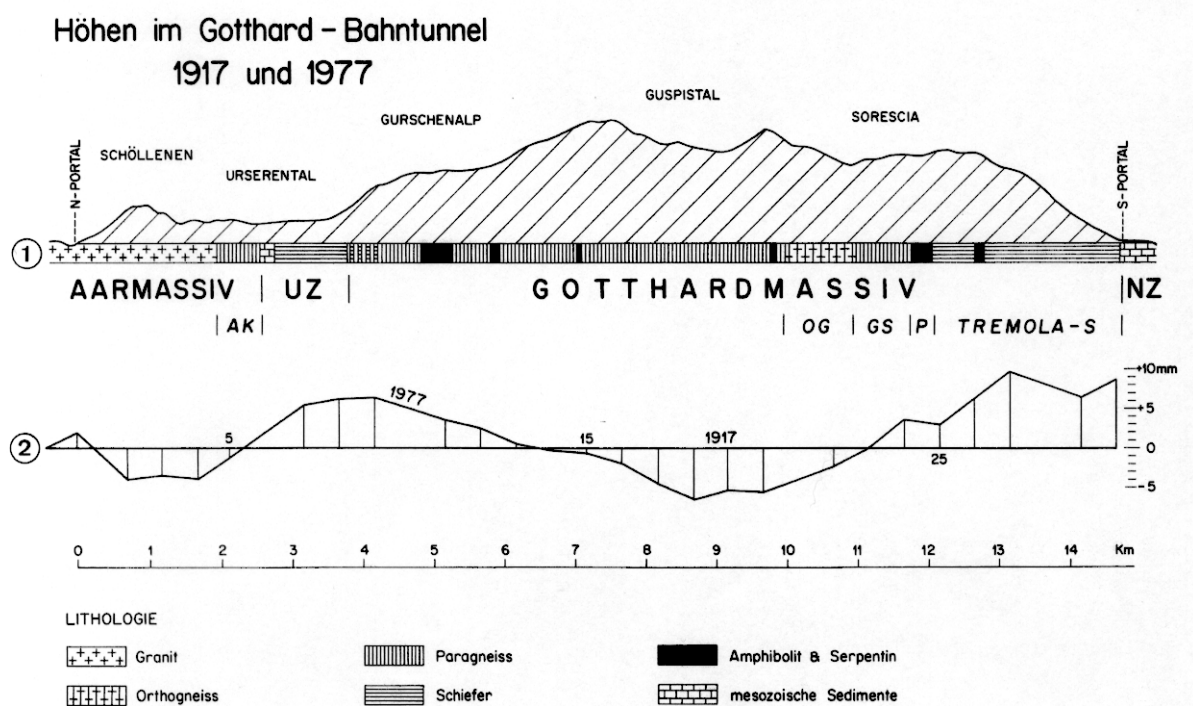 Höhen im Gotthard – Bahntunnel
1917 und 1977
N-PORTAL
SCHÖLLENEN
URSERENTAL
GURSCHENALP
GUSPISTAL
SORESCIA
S-PORTAL
1
AARMASSIV | UZ | GOTTHARDMASSIV | NZ
| AK | | OG | GS | P | TREMOLA-S |
+10mm
+5
0
-5
2
1977
1917
5
15
25
0 1 2 3 4 5 6 7 8 9 10 11 12 13 14 Km
LITHOLOGIE
Granit
Paragneiss
Amphibolit & Serpentin
Orthogneiss
Schiefer
mesozoische Sedimente